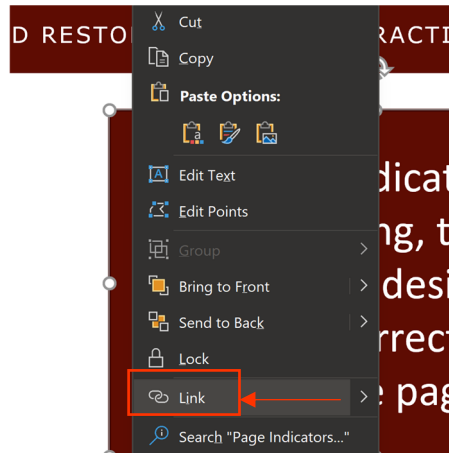 D RESTO
RACTI
Cut
Copy
Paste Options:
Edit Text
Edit Points
Group
Bring to Front
Send to Back
Lock
Link
Search "Page Indicators..."
dicat
ng, t
desi
rrect
pag